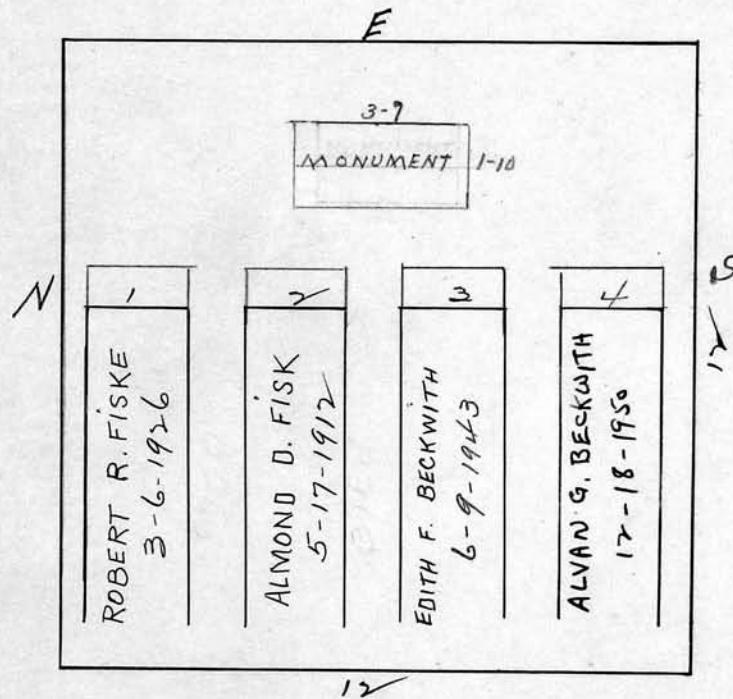 E
3-9
MONUMENT 1-10
N
S
1
2
3
4
12
ROBERT R. FISKE
3-6-1926
ALMOND D. FISK
5-17-1912
EDITH F. BECKWITH
6-9-1943
ALVAN G. BECKWITH
12-18-1950
12